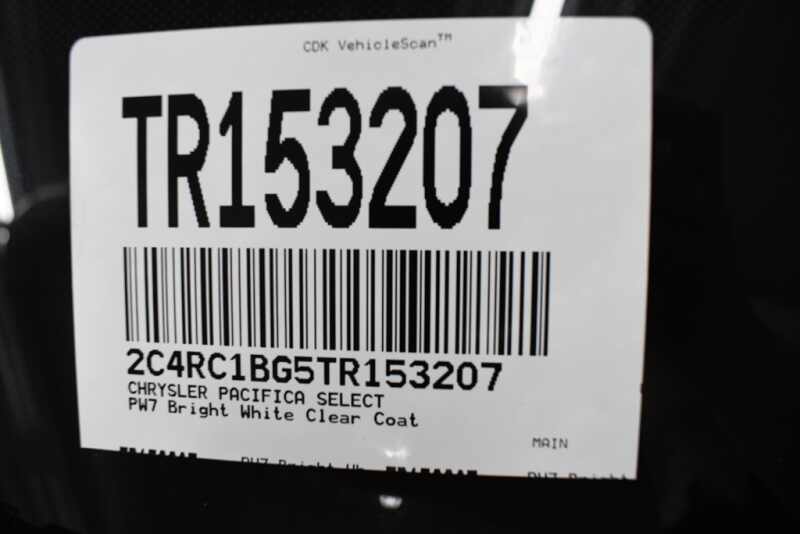 CDK VehicleScan™
TR153207
2C4RC1BG5TR153207
CHRYSLER PACIFICA SELECT
PW7 Bright White Clear Coat
MAIN